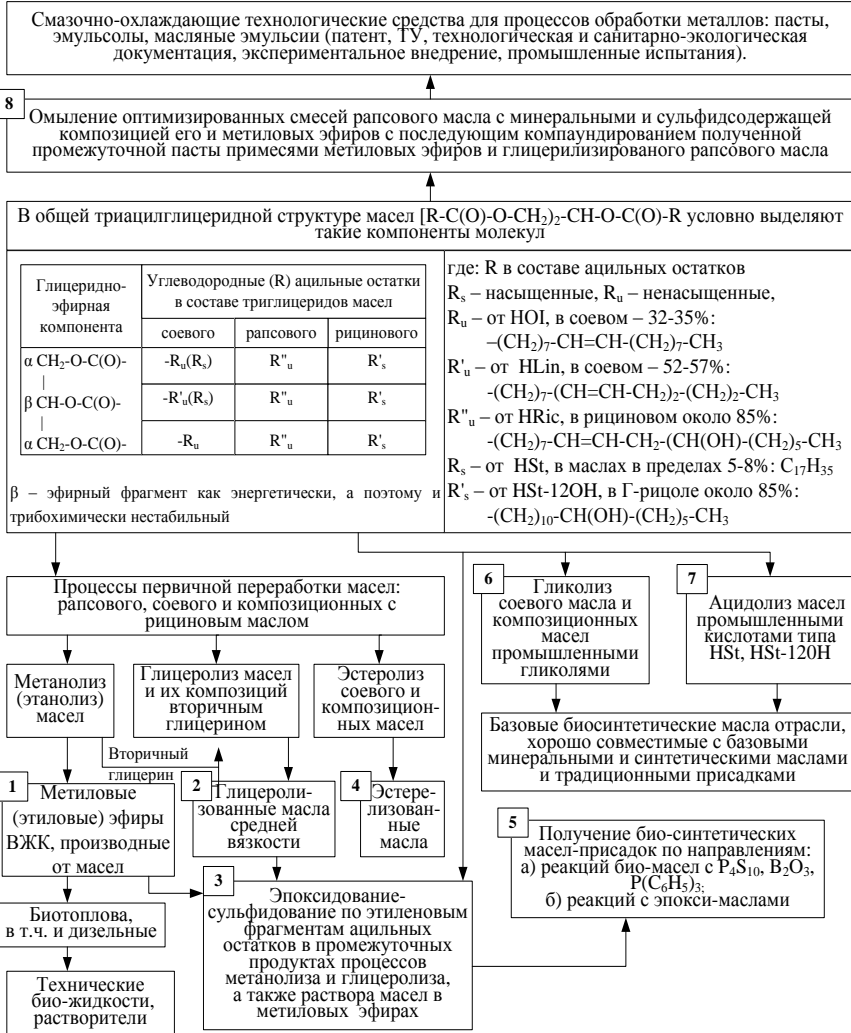 Смазочно-охлаждающие технологические средства для процессов обработки металлов: пасты,
эмульсолы, масляные эмульсии (патент, ТУ, технологическая и санитарно-экологическая
документация, экспериментальное внедрение, промышленные испытания).
8
Омыление оптимизированных смесей рапсового масла с минеральными и сульфидсодержащей
композицией его и метиловых эфиров с последующим компаундированием полученной
промежуточной пасты примесями метиловых эфиров и глицерилизированого рапсового масла
В общей триацилглицеридной структуре масел [R-C(O)-O-CH₂)₂-CH-O-C(O)-R условно выделяют
такие компоненты молекул
Глицеридно-
эфирная
компонента
Углеводородные (R) ацильные остатки
в составе триглицеридов масел
соевого
рапсового
рицинового
α CH₂-O-C(O)-
-Rᵤ(Rₛ)
R"ᵤ
R'ₛ
|
β CH-O-C(O)-
-R'ᵤ(Rₛ)
R"ᵤ
R'ₛ
|
α CH₂-O-C(O)-
-Rᵤ
R"ᵤ
R'ₛ
β – эфирный фрагмент как энергетически, а поэтому и
трибохимически нестабильный
где: R в составе ацильных остатков
Rₛ – насыщенные, Rᵤ – ненасыщенные,
Rᵤ – от HOI, в соевом – 32-35%:
–(CH₂)₇-CH=CH-(CH₂)₇-CH₃
R'ᵤ – от HLin, в соевом – 52-57%:
-(CH₂)₇-(CH=CH-CH₂)₂-(CH₂)₂-CH₃
R"ᵤ – от HRic, в рициновом около 85%:
-(CH₂)₇-CH=CH-CH₂-(CH(OH)-(CH₂)₅-CH₃
Rₛ – от HSt, в маслах в пределах 5-8%: C₁₇H₃₅
R'ₛ – от HSt-12OH, в Г-рицоле около 85%:
-(CH₂)₁₀-CH(OH)-(CH₂)₅-CH₃
Процессы первичной переработки масел:
рапсового, соевого и композиционных с
рициновым маслом
6
Гликолиз
соевого масла и
композиционных
масел
промышленными
гликолями
7
Ацидолиз масел
промышленными
кислотами типа
HSt, HSt-120H
Метанолиз
(этанолиз)
масел
Глицеролиз масел
и их композиций
вторичным
глицерином
Эстеролиз
соевого и
композицион-
ных масел
Базовые биосинтетические масла отрасли,
хорошо совместимые с базовыми
минеральными и синтетическими маслами
и традиционными присадками
Вторичный
глицерин
1
Метиловые
(этиловые) эфиры
ВЖК, производные
от масел
2
Глицероли-
зованные масла
средней
вязкости
4
Эстере-
лизован-
ные
масла
5
Получение био-синтетических
масел-присадок по направлениям:
а) реакций био-масел с P₄S₁₀, B₂O₃,
P(C₆H₅)₃;
б) реакций с эпокси-маслами
3
Эпоксидование-
сульфидование по этиленовым
фрагментам ацильных
остатков в промежуточных
продуктах процессов
метанолиза и глицеролиза,
а также раствора масел в
метиловых эфирах
Биотоплова,
в т.ч. и дизельные
Технические
био-жидкости,
растворители